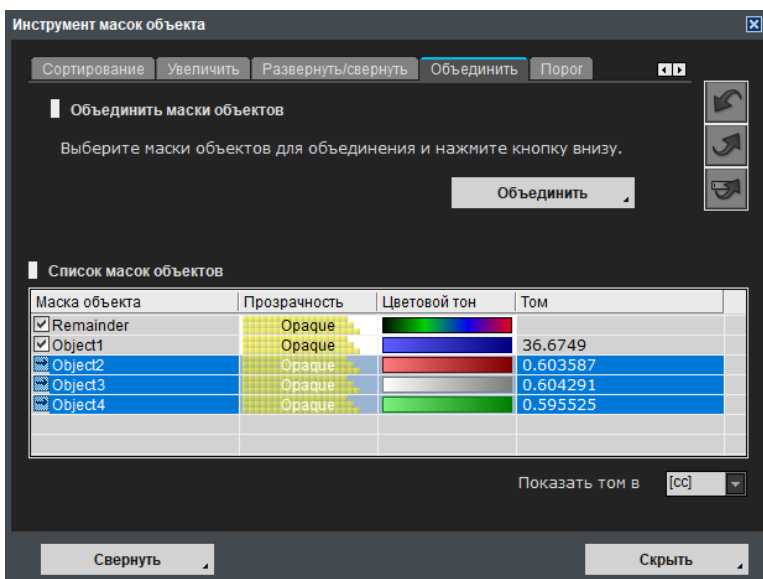 Инструмент масок объекта
Сортирование Увеличить Развернуть/свернуть Объединить Порог
Объединить маски объектов
Выберите маски объектов для объединения и нажмите кнопку внизу.
Объединить
Список масок объектов
Маска объекта Прозрачность Цветовой тон Том
Remainder Opaque
Object1 Opaque 36.6749
Object2 Opaque 0.603587
Object3 Opaque 0.604291
Object4 Opaque 0.595525
Показать том в [cc]
Свернуть Скрыть